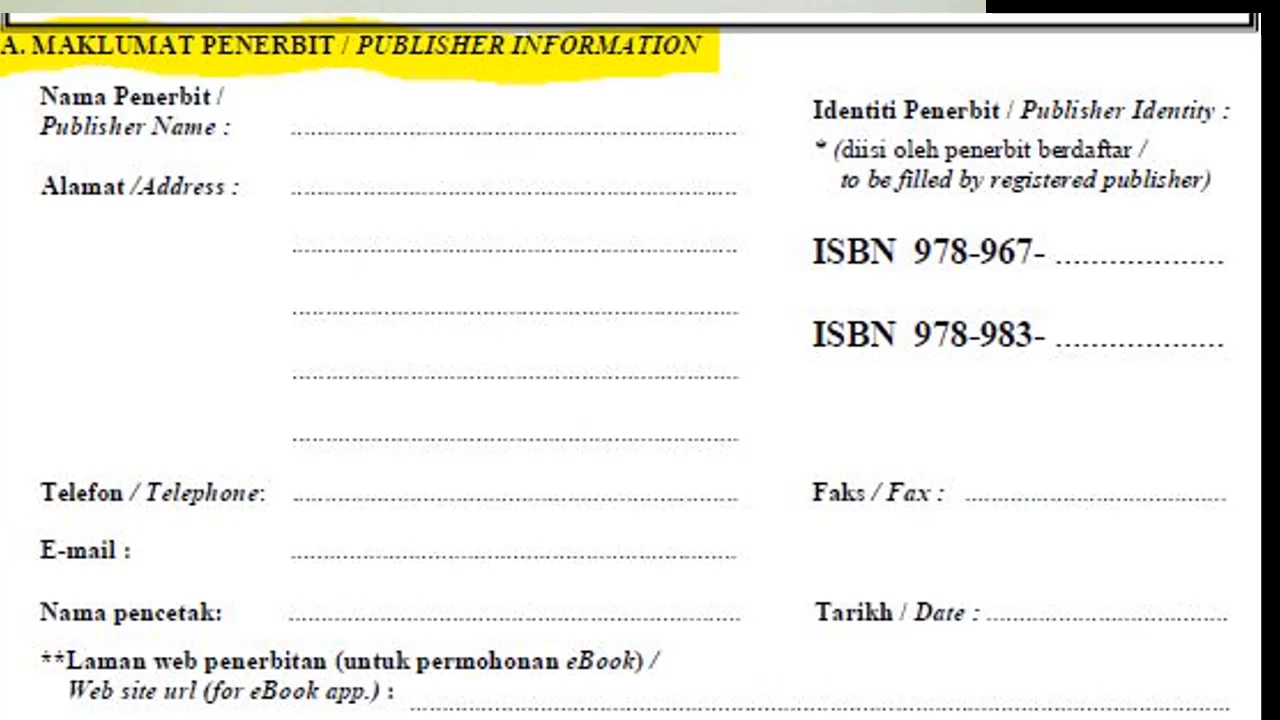 A. MAKLUMAT PENERBIT / PUBLISHER INFORMATION
Nama Penerbit /
Publisher Name :
Identiti Penerbit / Publisher Identity :
* (diisi oleh penerbit berdaftar /
to be filled by registered publisher)
Alamat /Address :
ISBN 978-967- ...................
ISBN 978-983- ...................
Telefon / Telephone:
Faks / Fax :
E-mail :
Nama pencetak:
Tarikh / Date :
**Laman web penerbitan (untuk permohonan eBook) /
Web site url (for eBook app.) :